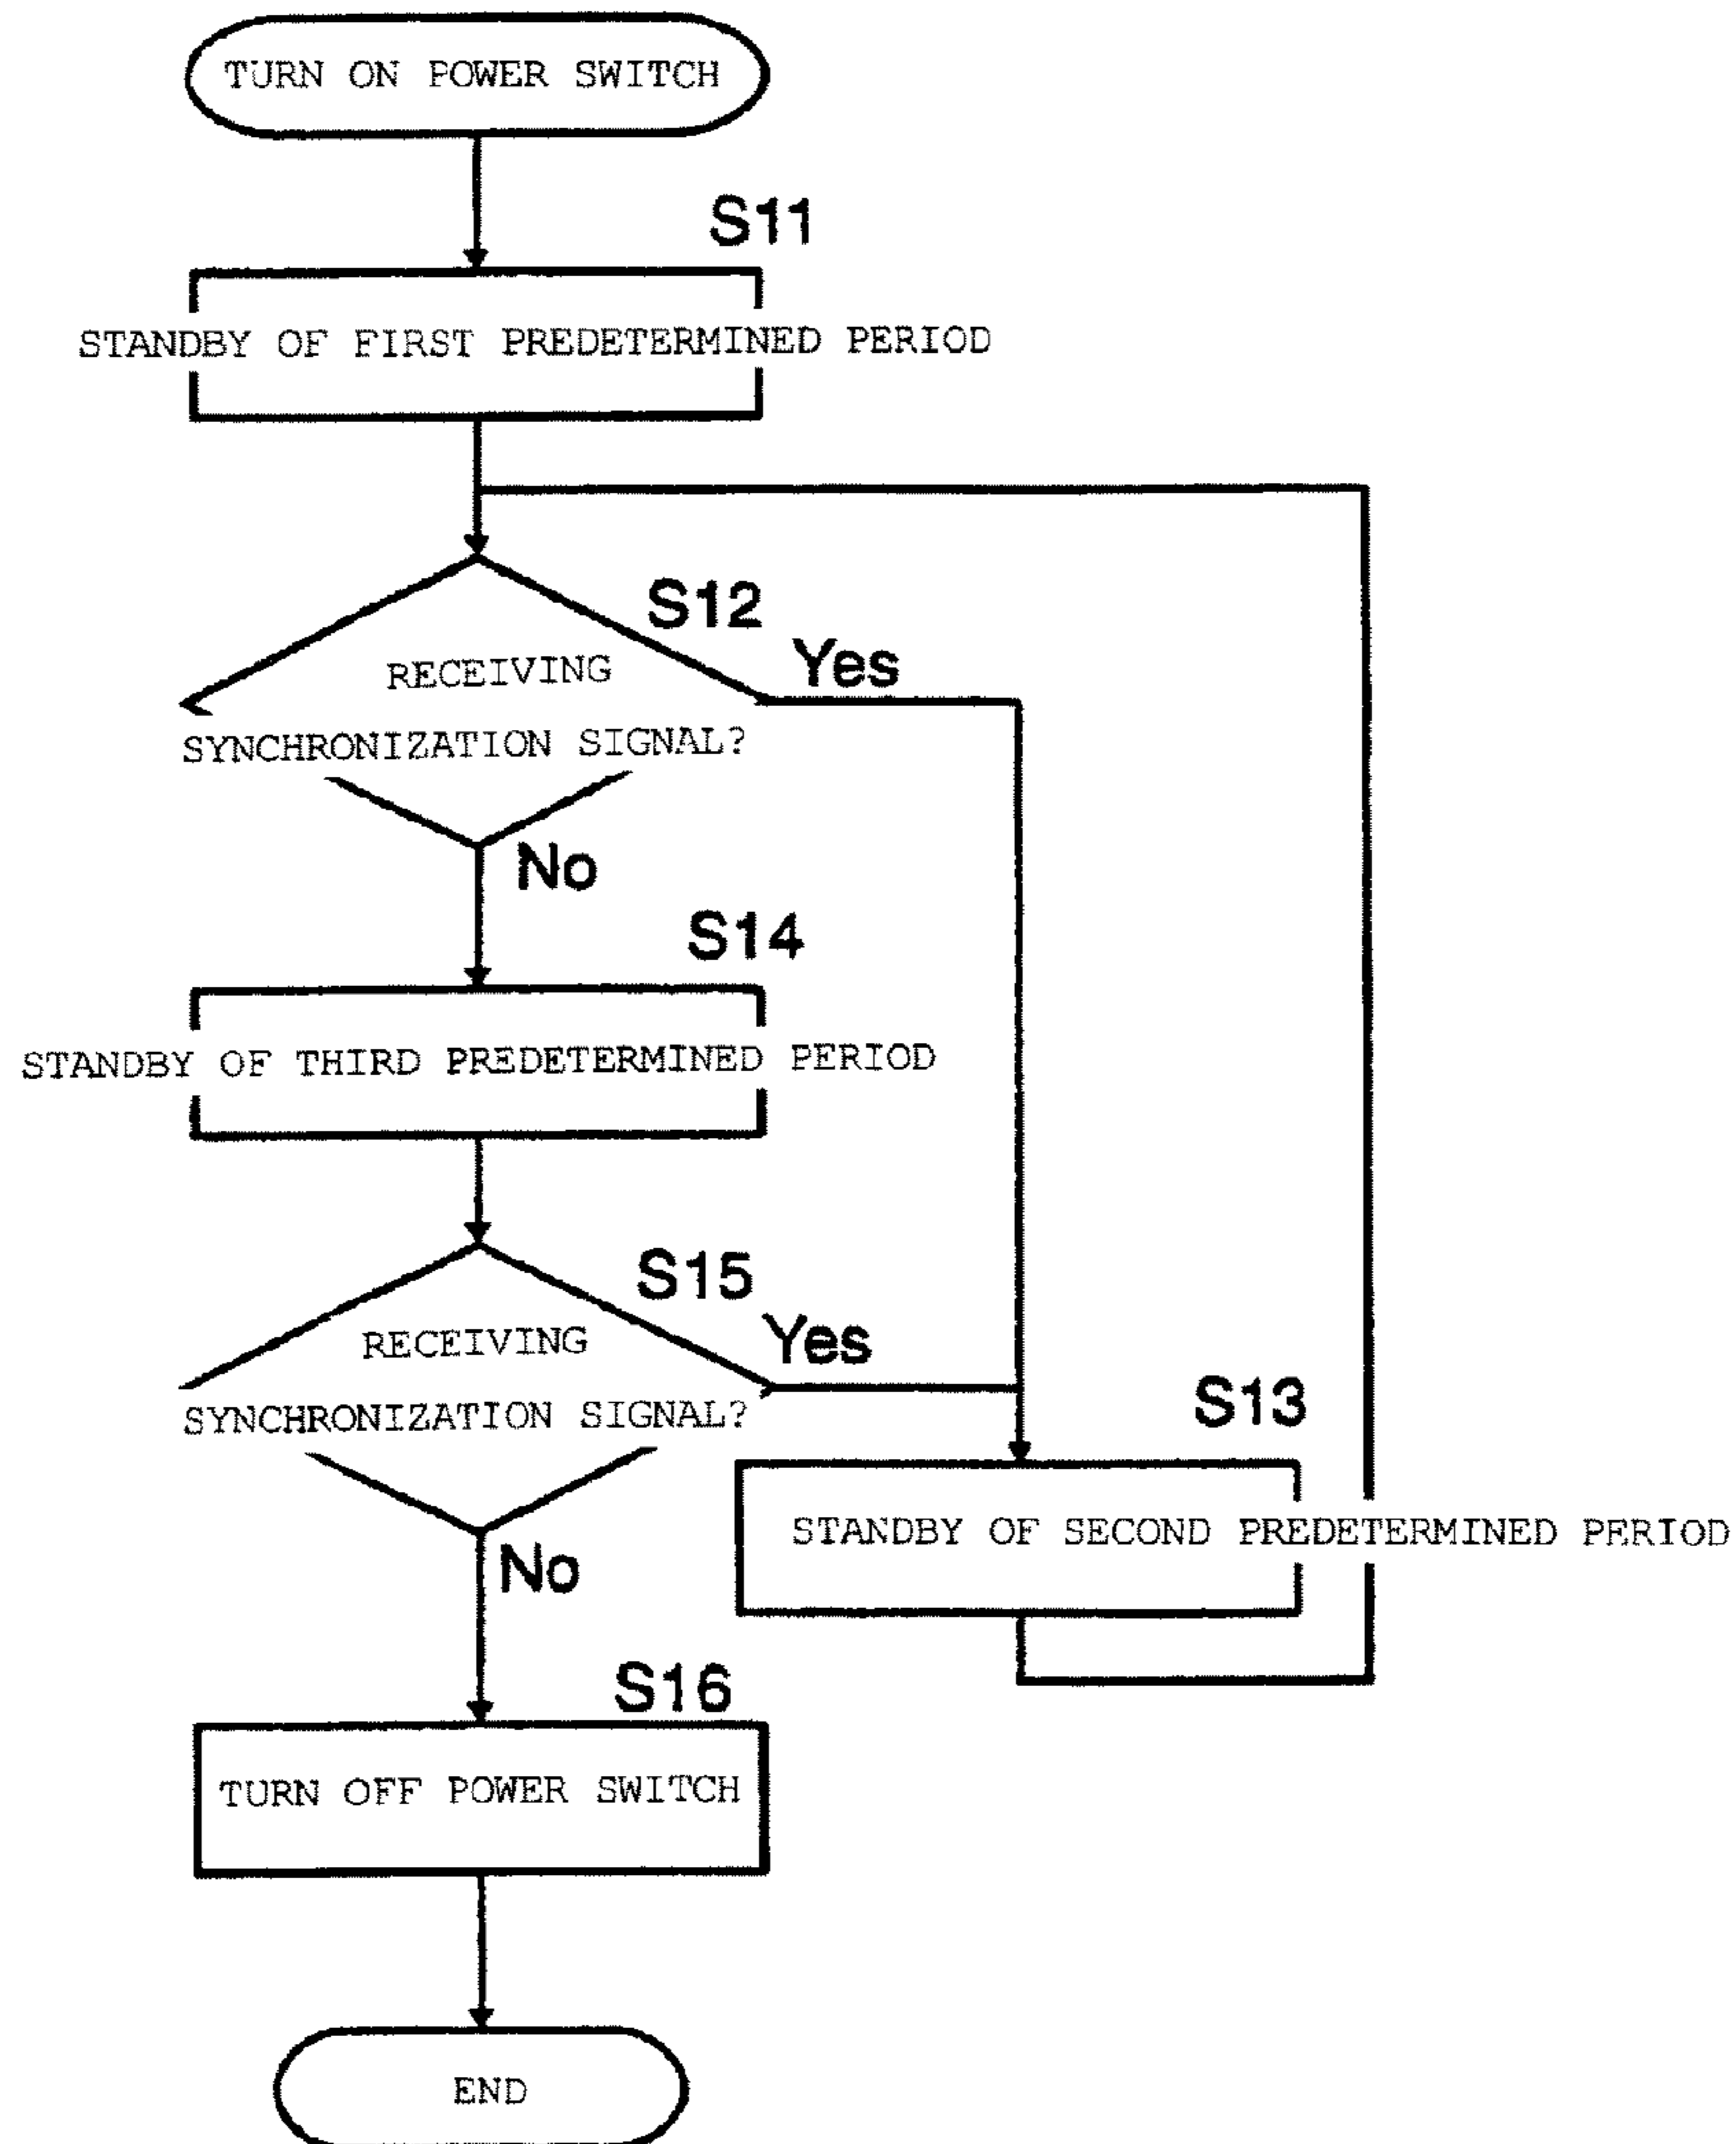 TURN ON POWER SWITCH
S11
STANDBY OF FIRST PREDETERMINED PERIOD
S12
Yes
RECEIVING
SYNCHRONIZATION SIGNAL?
No
S14
STANDBY OF THIRD PREDETERMINED PERIOD
S15
Yes
RECEIVING
SYNCHRONIZATION SIGNAL?
S13
STANDBY OF SECOND PREDETERMINED PERIOD
No
S16
TURN OFF POWER SWITCH
END